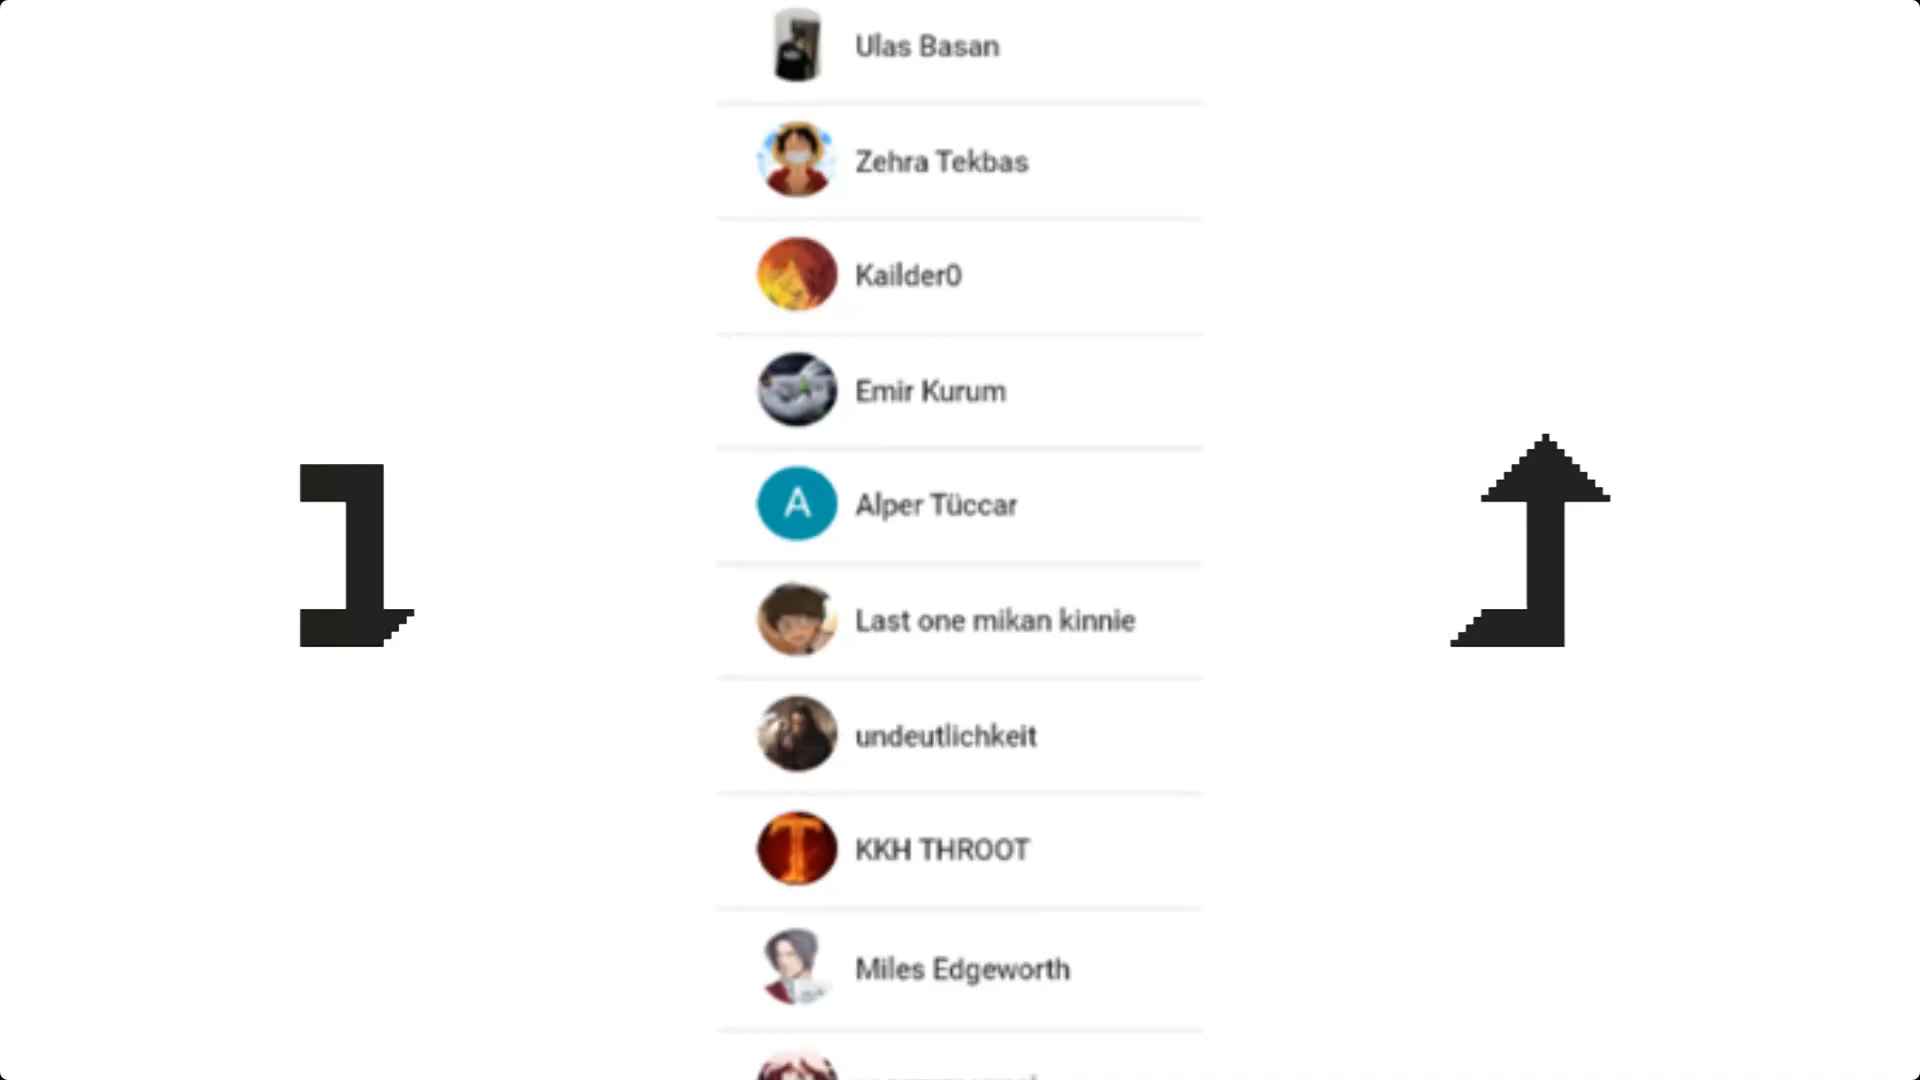 Ulas Basan
Zehra Tekbas
Kailder0
Emir Kurum
A
Alper Tüccar
Last one mikan kinnie
undeutlichkeit
T
KKH THROOT
Miles Edgeworth